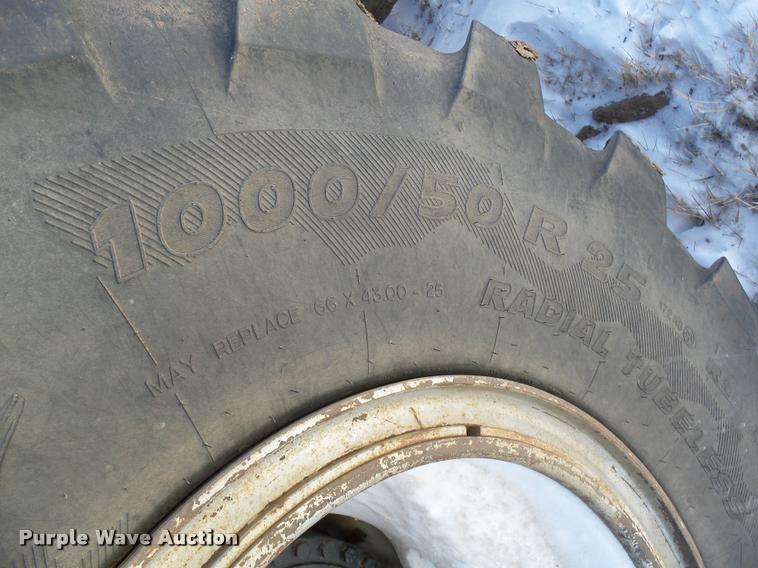 1000/50 R 25
MAY REPLACE 66 X 43.00 - 25
RADIAL TUBELESS
Purple Wave Auction